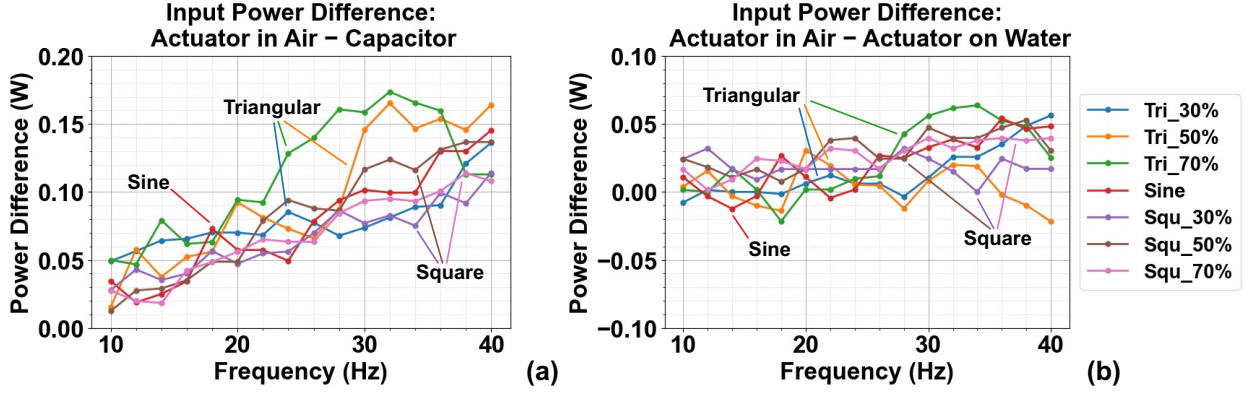 Input Power Difference:
Actuator in Air − Capacitor
Power Difference (W)
0.20
0.15
0.10
0.05
0.00
Triangular
Sine
Square
10
20
30
40
Frequency (Hz)
(a)
Input Power Difference:
Actuator in Air − Actuator on Water
Power Difference (W)
0.10
0.05
0.00
−0.05
−0.10
Triangular
Sine
Square
10
20
30
40
Frequency (Hz)
(b)
Tri_30%
Tri_50%
Tri_70%
Sine
Squ_30%
Squ_50%
Squ_70%